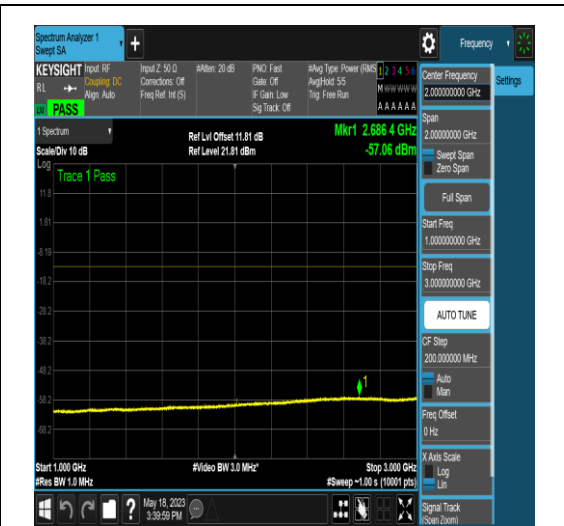 Spectrum Analyzer 1
Swept SA
Frequency
KEYSIGHT
RL
Input: RF
Coupling: DC
Align: Auto
Input Z: 50 Ω
Corrections: Off
Freq Ref: Int (S)
#Atten: 20 dB
PNO: Fast
Gate: Off
IF Gain: Low
Sig Track: Off
#Avg Type: Power (RMS
Avg|Hold: 5/5
Trig: Free Run
1 2 3 4 5 6
M W W W W W
A A A A A A
PASS
1 Spectrum
Scale/Div 10 dB
Ref Lvl Offset 11.81 dB
Ref Level 21.81 dBm
Mkr1 2.686 4 GHz
-57.06 dBm
Log
Trace 1 Pass
11.8
1.81
-8.19
-18.2
-28.2
-38.2
-48.2
-58.2
-68.2
1
Start 1.000 GHz
#Res BW 1.0 MHz
#Video BW 3.0 MHz*
Stop 3.000 GHz
#Sweep ~1.00 s (10001 pts)
May 18, 2023
3:39:59 PM
Center Frequency
2.000000000 GHz
Settings
Span
2.00000000 GHz
Swept Span
Zero Span
Full Span
Start Freq
1.000000000 GHz
Stop Freq
3.000000000 GHz
AUTO TUNE
CF Step
200.000000 MHz
Auto
Man
Freq Offset
0 Hz
X Axis Scale
Log
Lin
Signal Track
(Span Zoom)